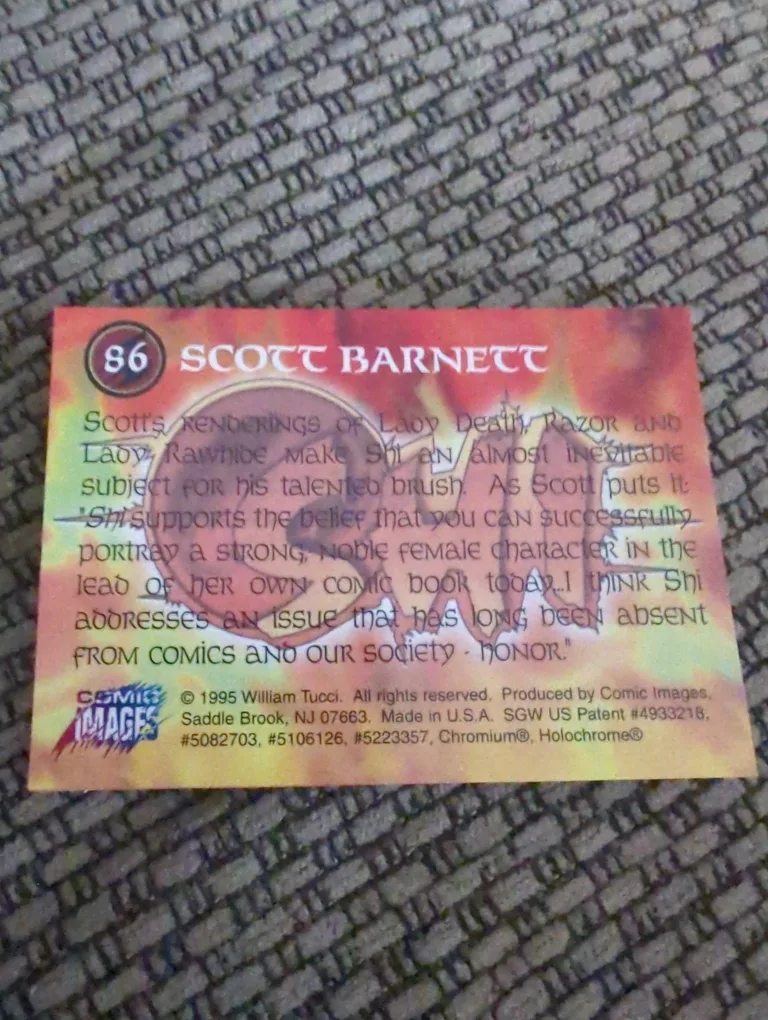 86 SCOTT BARNETT
Scott's renderings of Lady Death, Razor and
Lady Rawhide make Shi an almost inevitable
subject for his talented brush. As Scott puts it:
"Shi supports the belief that you can successfully
portray a strong, noble female character in the
lead of her own comic book today..I think Shi
addresses an issue that has long been absent
from comics and our society - honor."
SHI
COMIC
IMAGES
© 1995 William Tucci. All rights reserved. Produced by Comic Images,
Saddle Brook, NJ 07663. Made in U.S.A. SGW US Patent #4933218,
#5082703, #5106126, #5223357, Chromium®, Holochrome®